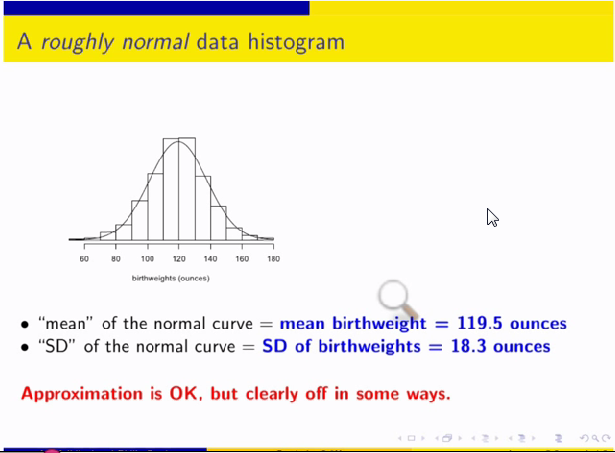 A roughly normal data histogram
60 80 100 120 140 160 180
birthweights (ounces)
• “mean” of the normal curve = mean birthweight = 119.5 ounces
• “SD” of the normal curve = SD of birthweights = 18.3 ounces
Approximation is OK, but clearly off in some ways.